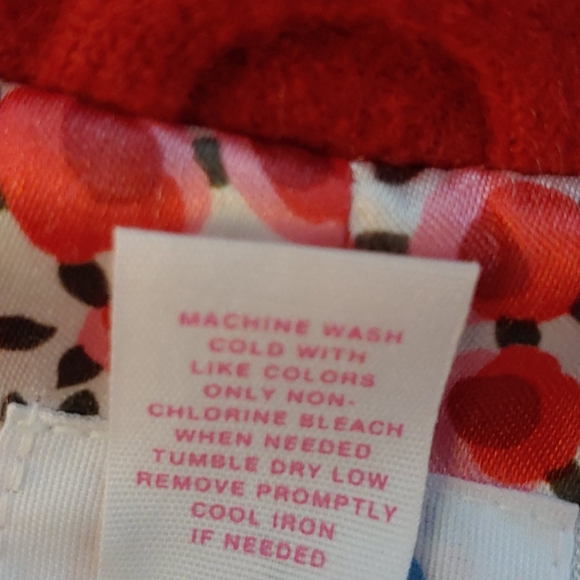 MACHINE WASH
COLD WITH
LIKE COLORS
ONLY NON-
CHLORINE BLEACH
WHEN NEEDED
TUMBLE DRY LOW
REMOVE PROMPTLY
COOL IRON
IF NEEDED